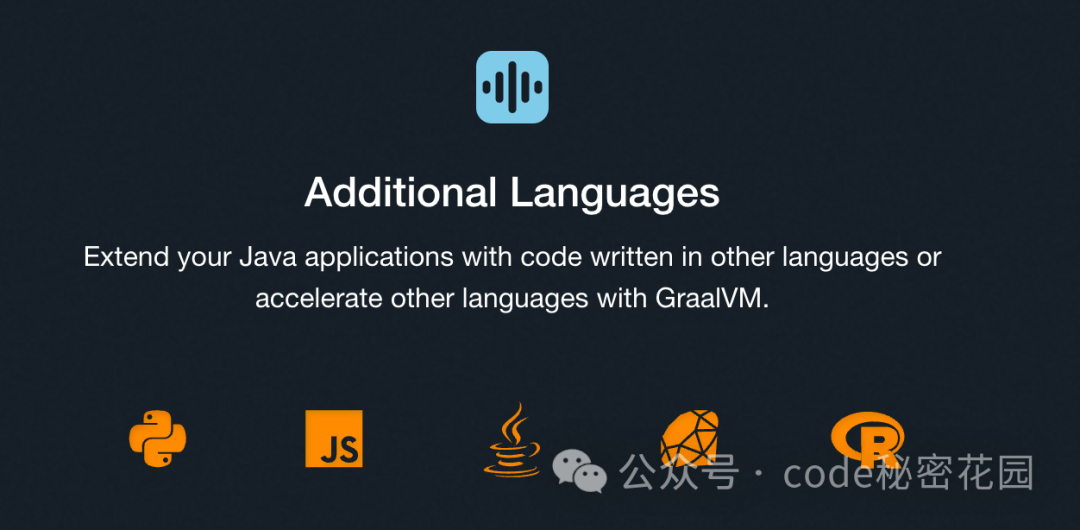 Additional Languages
Extend your Java applications with code written in other languages or
accelerate other languages with GraalVM.
JS
R
公众号 · code秘密花园